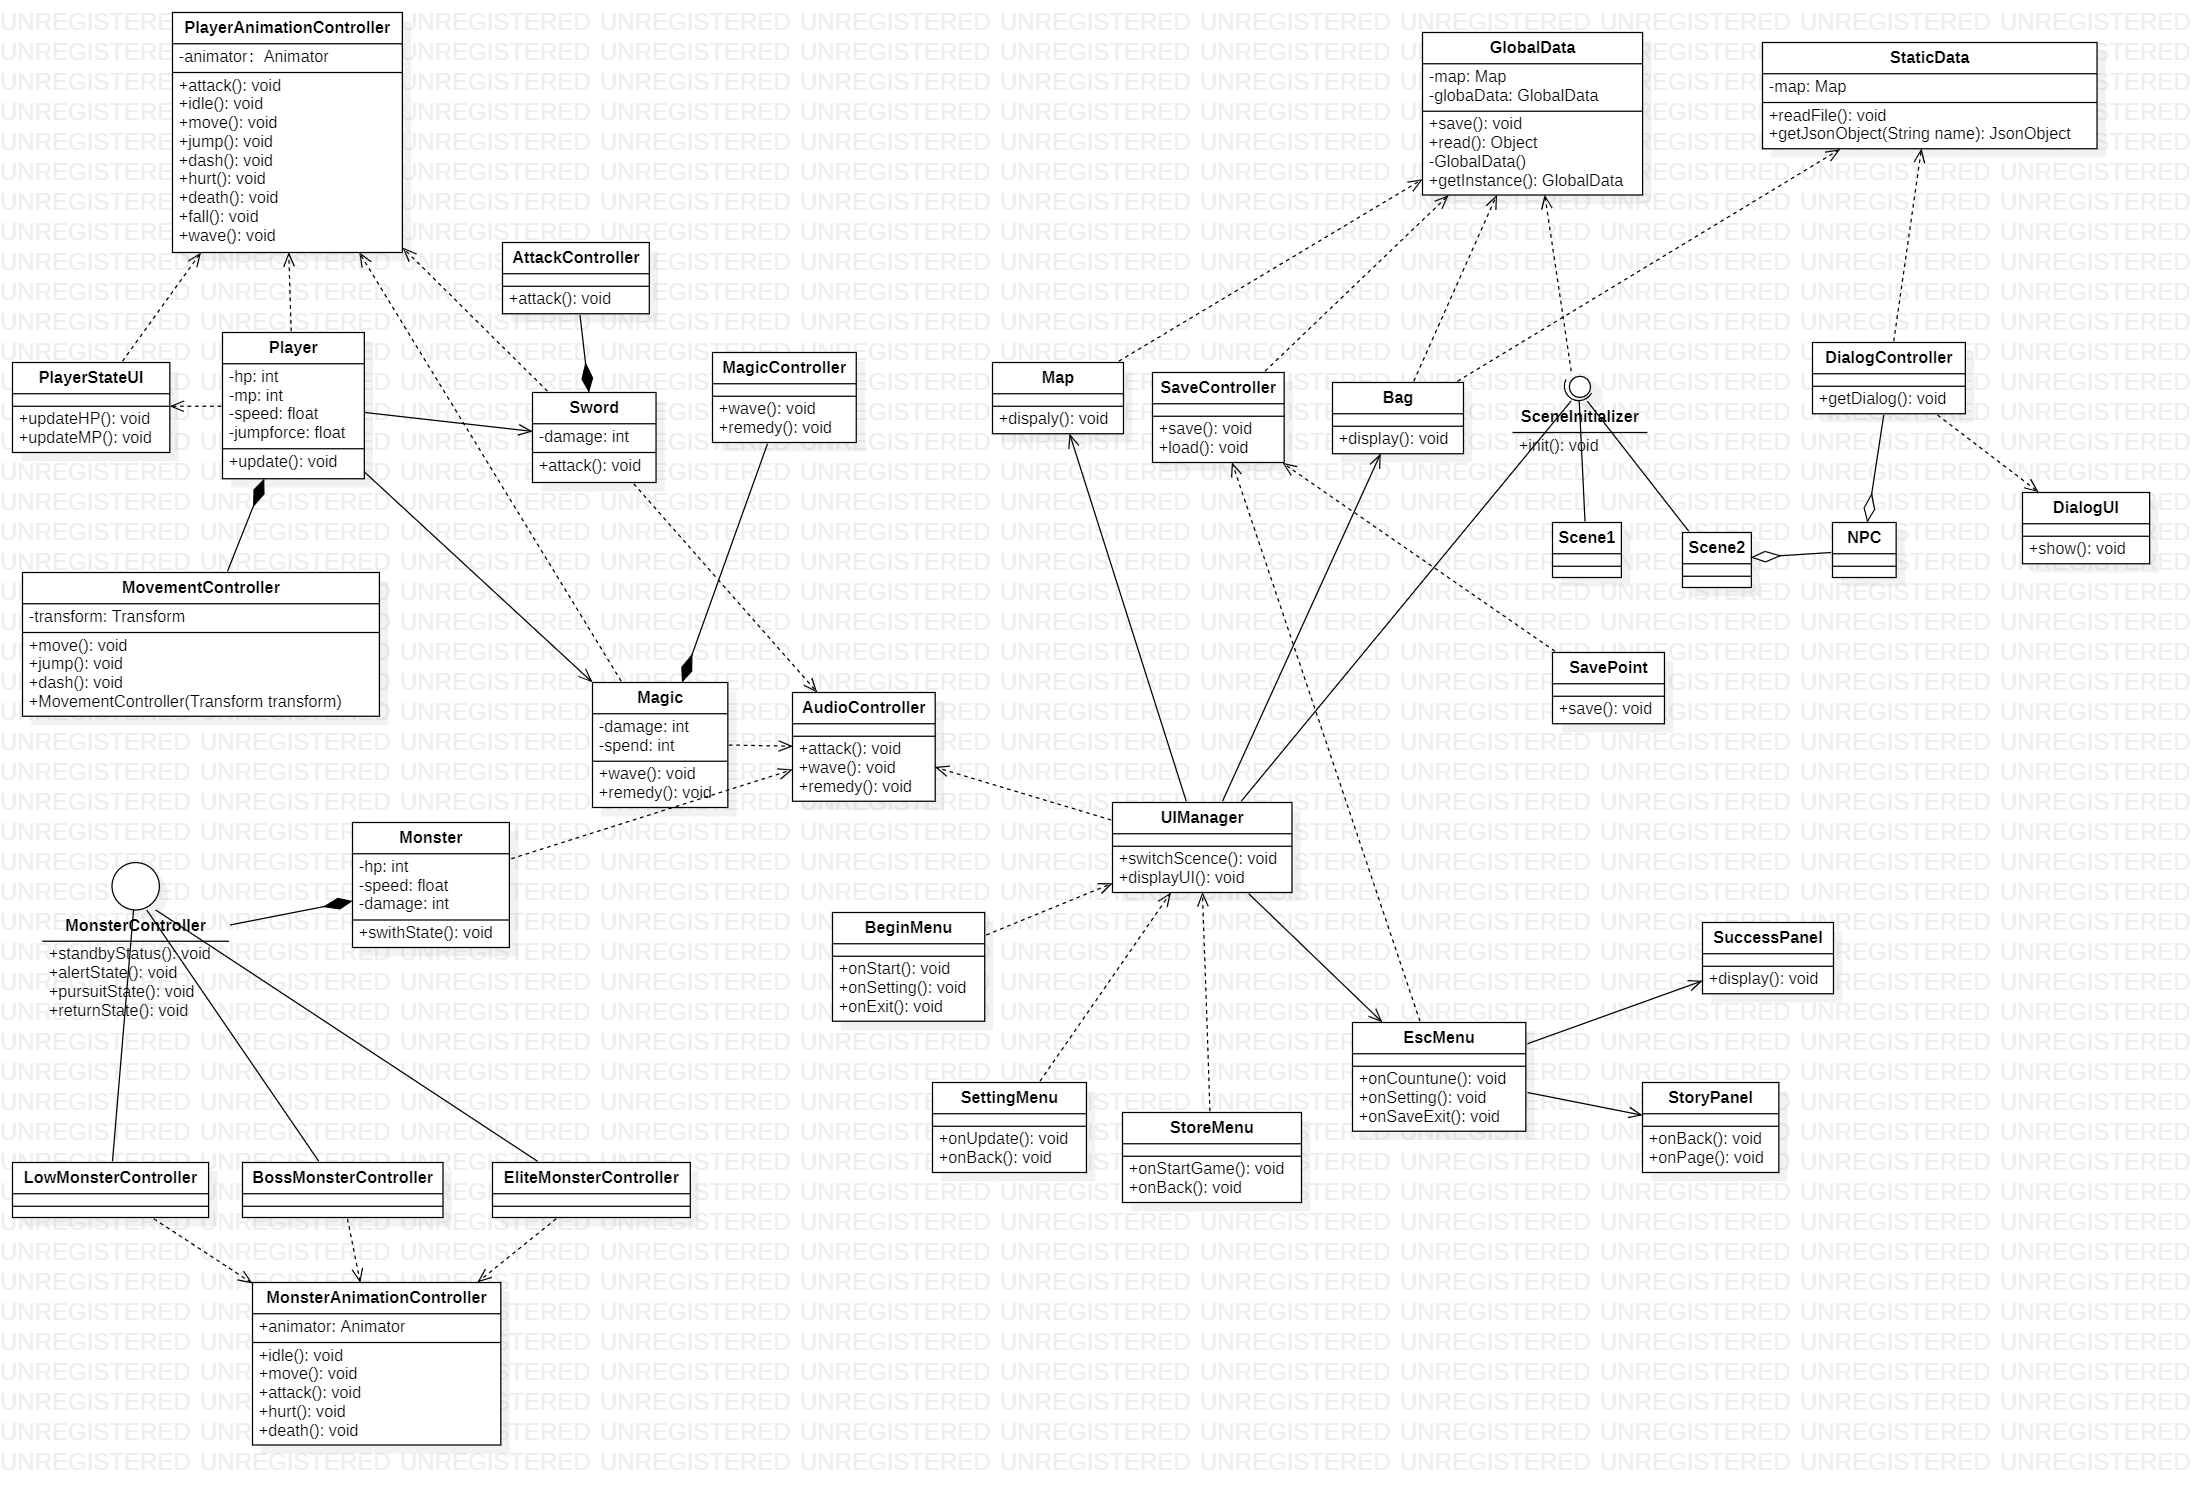 PlayerAnimationController
-animator: Animator
+attack(): void
+idle(): void
+move(): void
+jump(): void
+dash(): void
+hurt(): void
+death(): void
+fall(): void
+wave(): void
GlobalData
-map: Map
-globaData: GlobalData
+save(): void
+read(): Object
-GlobalData()
+getInstance(): GlobalData
StaticData
-map: Map
+readFile(): void
+getJsonObject(String name): JsonObject
AttackController
+attack(): void
Player
-hp: int
-mp: int
-speed: float
-jumpforce: float
+update(): void
PlayerStateUI
+updateHP(): void
+updateMP(): void
Sword
-damage: int
+attack(): void
MagicController
+wave(): void
+remedy(): void
Map
+dispaly(): void
SaveController
+save(): void
+load(): void
Bag
+display(): void
SceneInitializer
+init(): void
DialogController
+getDialog(): void
DialogUI
+show(): void
Scene1
Scene2
NPC
MovementController
-transform: Transform
+move(): void
+jump(): void
+dash(): void
+MovementController(Transform transform)
SavePoint
+save(): void
Magic
-damage: int
-spend: int
+wave(): void
+remedy(): void
AudioController
+attack(): void
+wave(): void
+remedy(): void
UIManager
+switchScence(): void
+displayUI(): void
Monster
-hp: int
-speed: float
-damage: int
+swithState(): void
MonsterController
+standbyStatus(): void
+alertState(): void
+pursuitState(): void
+returnState(): void
BeginMenu
+onStart(): void
+onSetting(): void
+onExit(): void
SuccessPanel
+display(): void
EscMenu
+onCountune(): void
+onSetting(): void
+onSaveExit(): void
SettingMenu
+onUpdate(): void
+onBack(): void
StoreMenu
+onStartGame(): void
+onBack(): void
StoryPanel
+onBack(): void
+onPage(): void
LowMonsterController
BossMonsterController
EliteMonsterController
MonsterAnimationController
+animator: Animator
+idle(): void
+move(): void
+attack(): void
+hurt(): void
+death(): void
UNREGISTERED